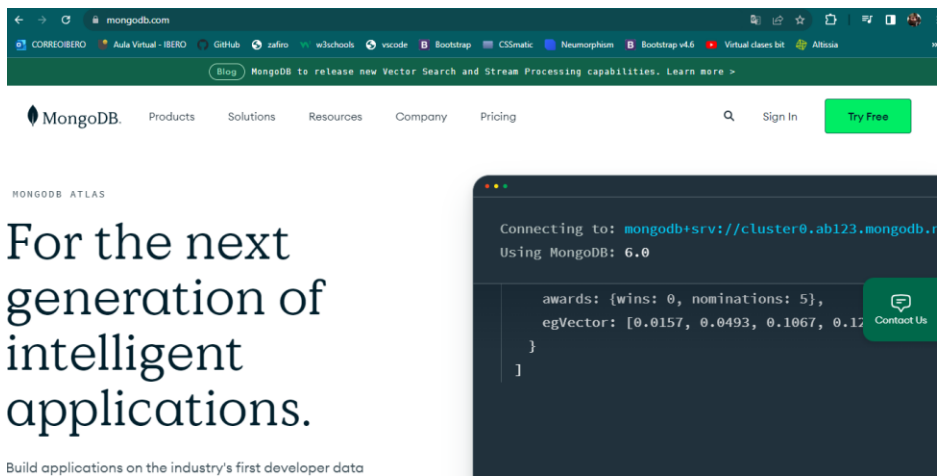 mongodb.com
CORREOIBERO Aula Virtual - IBERO GitHub zafiro w3schools vscode Bootstrap CSSmatic Neumorphism Bootstrap v4.6 Virtual clases bit Altissia »
Blog MongoDB to release new Vector Search and Stream Processing capabilities. Learn more >
MongoDB. Products Solutions Resources Company Pricing Sign In Try Free
MONGODB ATLAS
For the next
generation of
intelligent
applications.
Build applications on the industry's first developer data
Connecting to: mongodb+srv://cluster0.ab123.mongodb.n
Using MongoDB: 6.0
awards: {wins: 0, nominations: 5},
egVector: [0.0157, 0.0493, 0.1067, 0.12
}
]
Contact Us